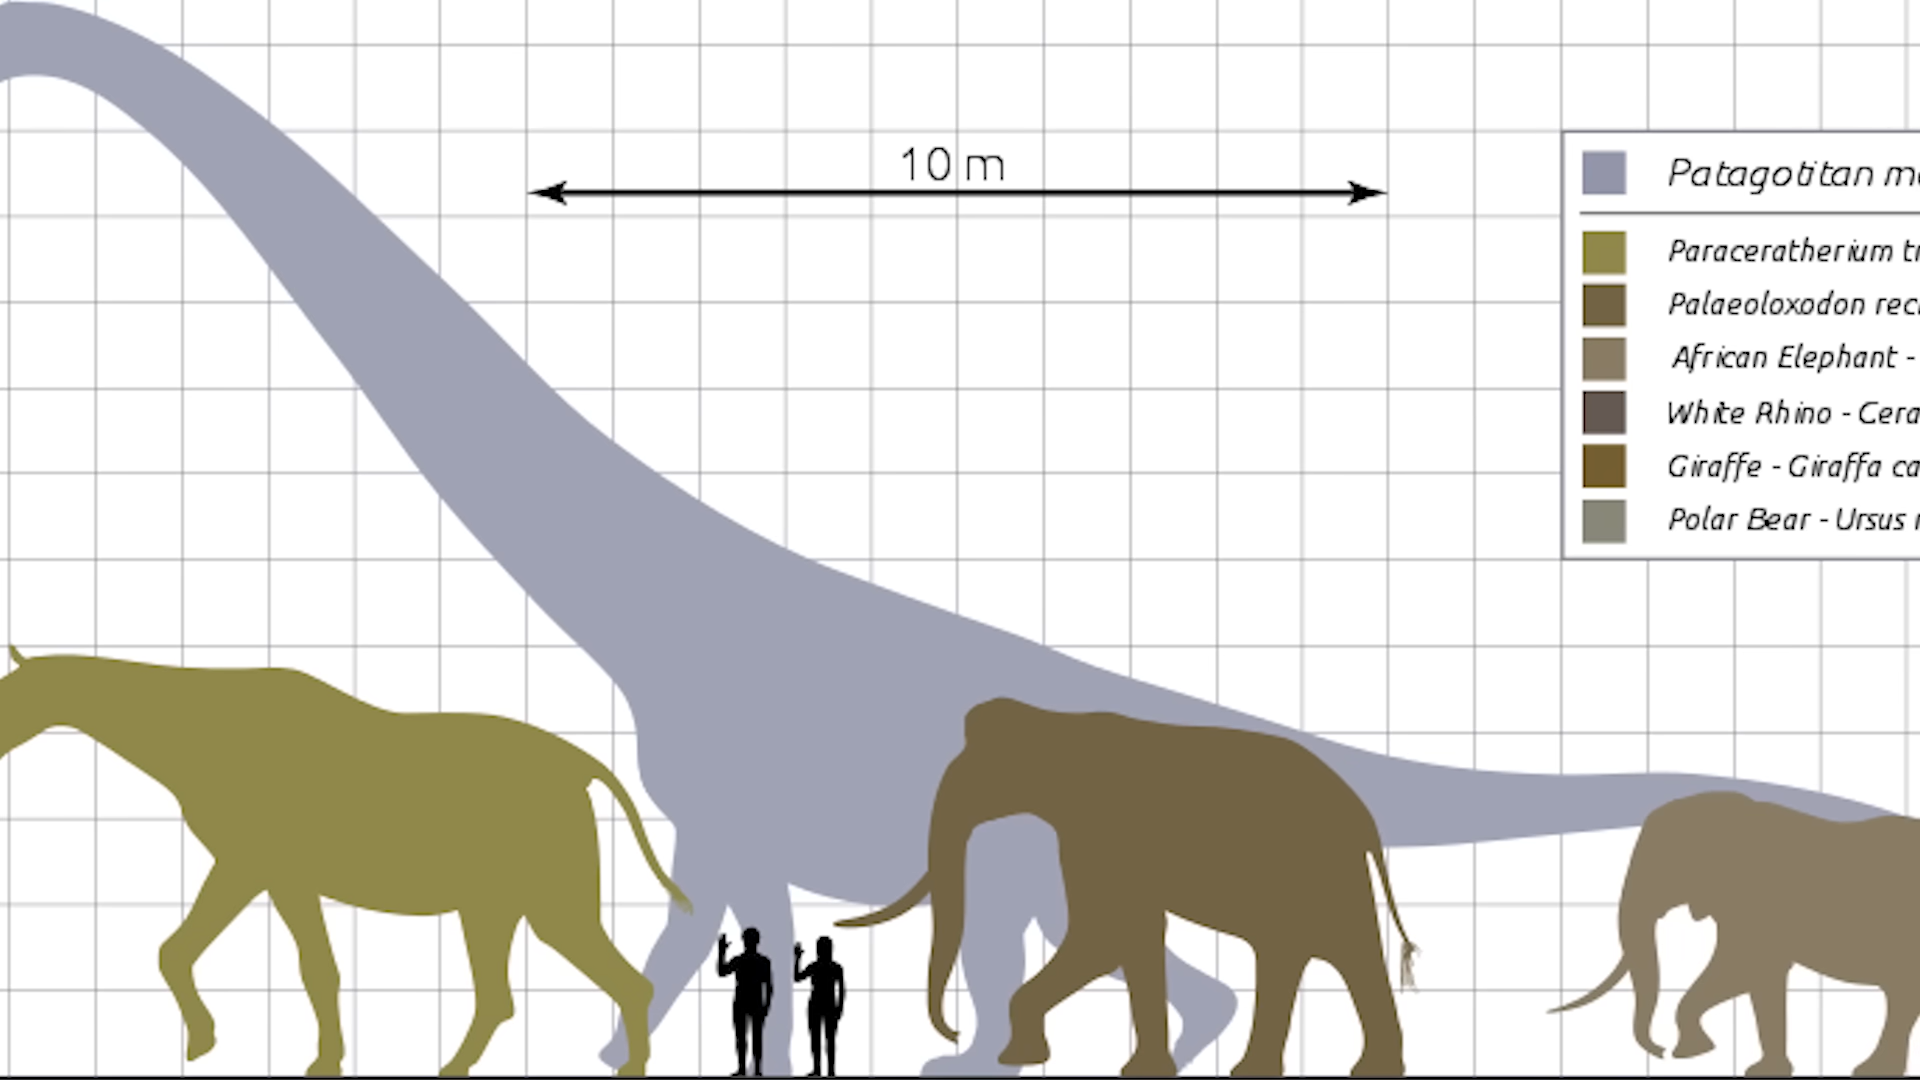 10 m
Patagotitan
Paraceratherium
Palaeoloxodon
African Elephant -
White Rhino -
Giraffe - Giraffa
Polar Bear - Ursus